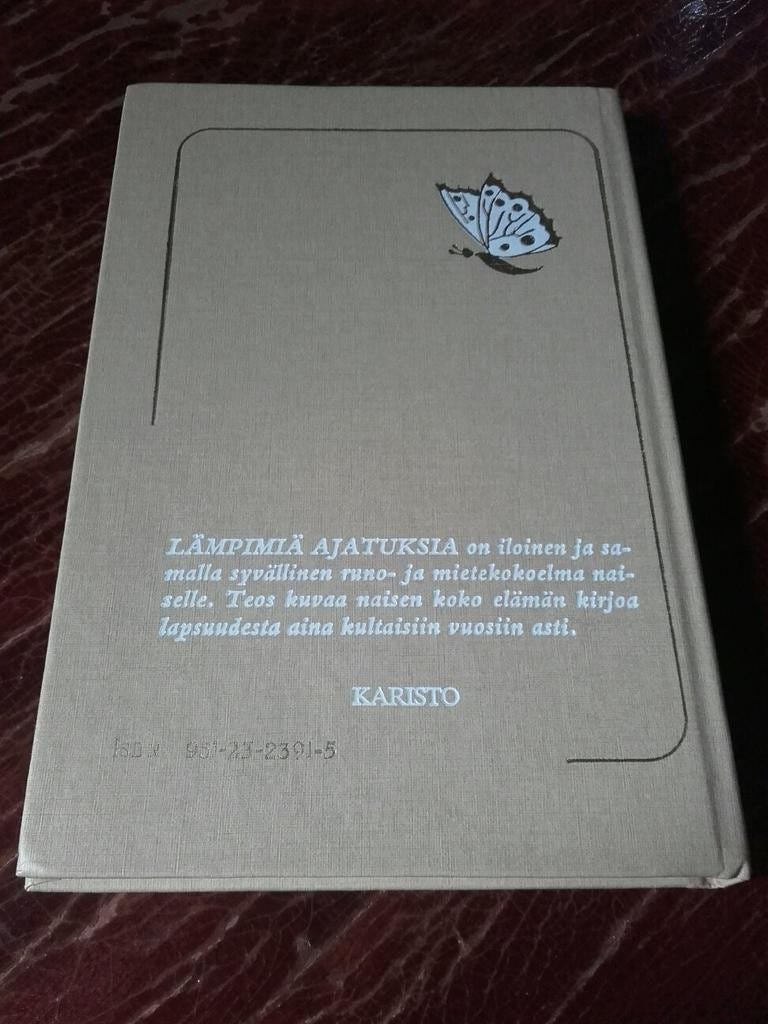 LÄMPIMIÄ AJATUKSIA on iloinen ja sa-
malla syvällinen runo- ja mietekokoelma nai-
selle. Teos kuvaa naisen koko elämän kirjoa
lapsuudesta aina kultaisiin vuosiin asti.
KARISTO
ISBN 951-23-2391-5